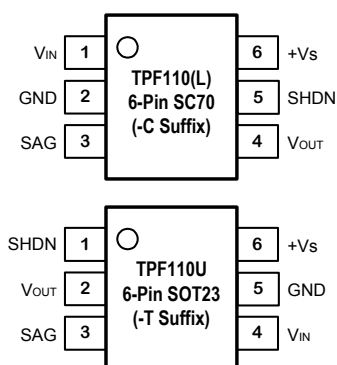 VIN 1 TPF110(L) 6 +Vs
GND 2 6-Pin SC70 5 SHDN
SAG 3 (-C Suffix) 4 VOUT
SHDN 1 TPF110U 6 +Vs
VOUT 2 6-Pin SOT23 5 GND
SAG 3 (-T Suffix) 4 VIN